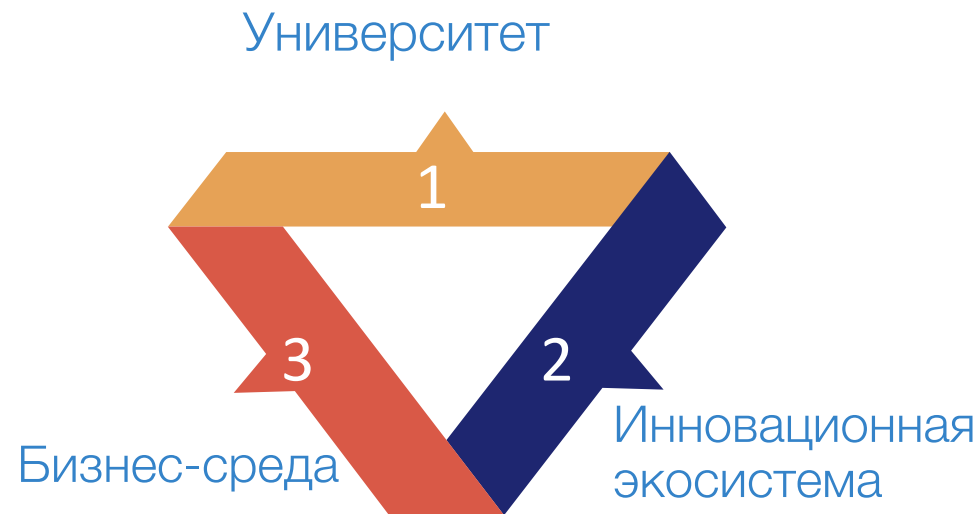 Университет
1
3
2
Инновационная
экосистема
Бизнес-среда